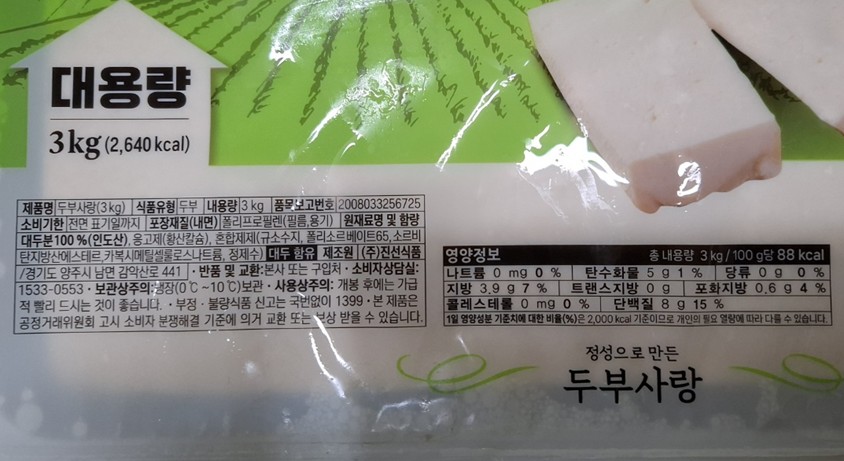 대용량
3kg (2,640 kcal)
제품명 두부사랑(3kg) 식품유형 두부 내용량 3 kg 품목보고번호 2008033256725
소비기한 전면 표기일까지 포장재질(내면) 폴리프로필렌(필름,용기) 원재료명 및 함량
대두분100%(인도산), 응고제(황산칼슘), 혼합제제(규소수지, 폴리소르베이트65, 소르비
탄지방산에스테르,카복시메틸셀룰로스나트륨, 정제수) 대두 함유 제조원 (주)진선식품
/경기도 양주시 남면 감악산로 441 · 반품 및 교환:본사 또는 구입처 · 소비자상담실:
1533-0553 · 보관상주의:냉장(0℃~10℃)보관 · 사용상주의: 개봉 후에는 가급
적 빨리 드시는 것이 좋습니다. · 부정 · 불량식품 신고는 국번없이 1399 · 본 제품은
공정거래위원회 고시 소비자 분쟁해결 기준에 의거 교환 또는 보상 받을 수 있습니다.
영양정보 총 내용량 3 kg / 100 g당 88 kcal
나트륨 0 mg 0 % 탄수화물 5 g 1 % 당류 0 g 0 %
지방 3.9 g 7 % 트랜스지방 0 g 포화지방 0.6 g 4 %
콜레스테롤 0 mg 0 % 단백질 8 g 15 %
1일 영양성분 기준치에 대한 비율(%)은 2,000 kcal 기준이므로 개인의 필요 열량에 따라 다를 수 있습니다.
정성으로 만든
두부사랑